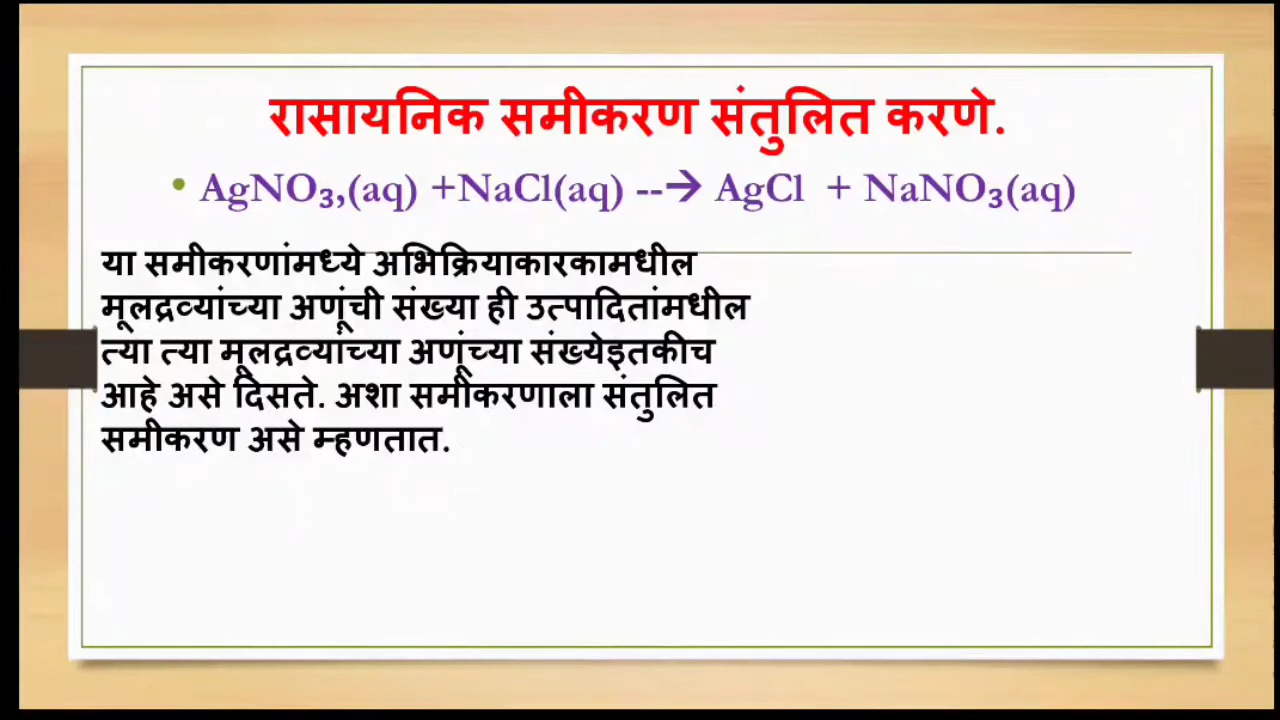 रासायनिक समीकरण संतुलित करणे.
• AgNO₃,(aq) +NaCl(aq) --→ AgCl + NaNO₃(aq)
या समीकरणांमध्ये अभिक्रियाकारकामधील
मूलद्रव्यांच्या अणूंची संख्या ही उत्पादितांमधील
त्या त्या मूलद्रव्यांच्या अणूंच्या संख्येइतकीच
आहे असे दिसते. अशा समीकरणाला संतुलित
समीकरण असे म्हणतात.